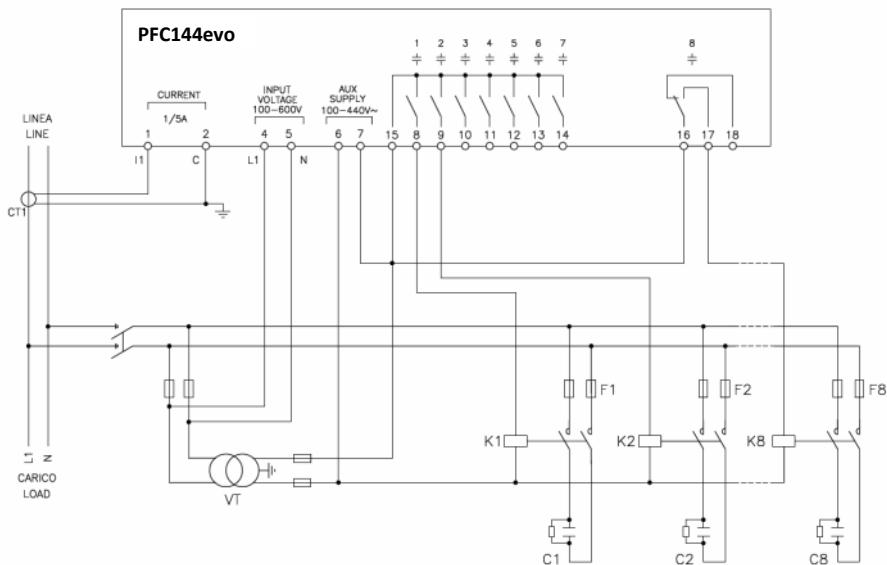 PFC144evo
1 2 3 4 5 6 7 8
CURRENT
1/5A
INPUT
VOLTAGE
100-600V
AUX
SUPPLY
100-440V~
LINEA
LINE
1 2 4 5 6 7 15 8 9 10 11 12 13 14 16 17 18
I1 C L1 N
CT1
F1 F2 F8
K1 K2 K8
L1 N
CARICO
LOAD
VT
C1 C2 C8